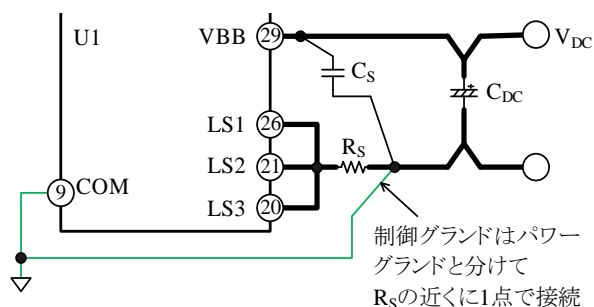 U1
VBB
29
VDC
CS
CDC
LS1
26
RS
LS2
21
9
COM
LS3
20
制御グランドはパワー
グランドと分けて
RSの近くに1点で接続